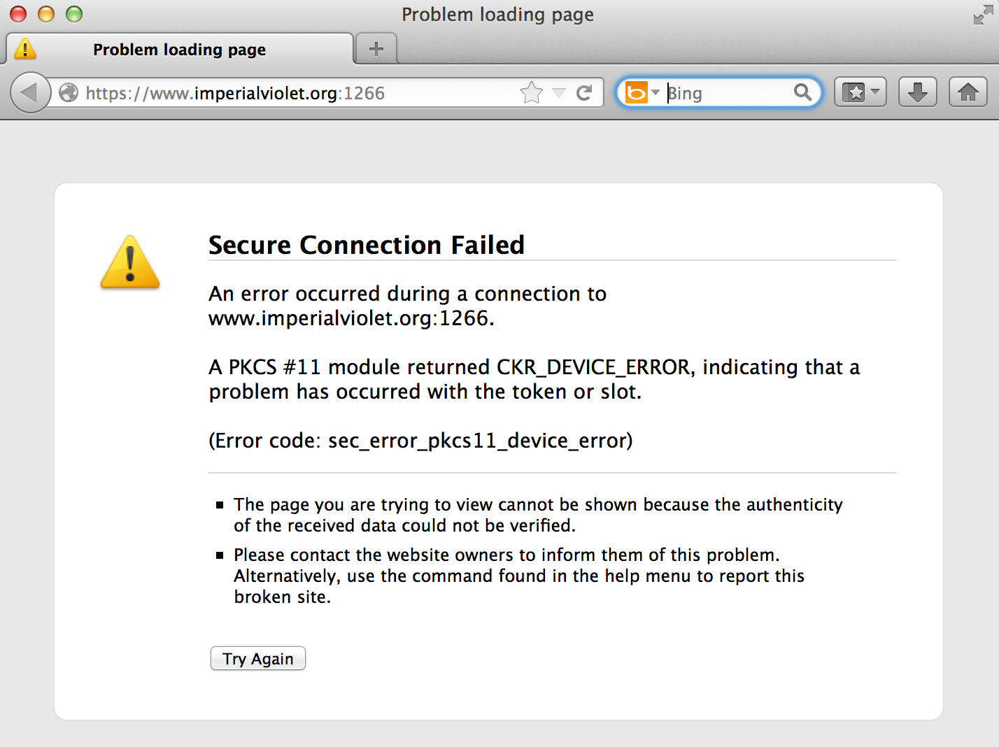 Problem loading page
Problem loading page
https://www.imperialviolet.org:1266
Bing
Secure Connection Failed
An error occurred during a connection to
www.imperialviolet.org:1266.
A PKCS #11 module returned CKR_DEVICE_ERROR, indicating that a
problem has occurred with the token or slot.
(Error code: sec_error_pkcs11_device_error)
The page you are trying to view cannot be shown because the authenticity
of the received data could not be verified.
Please contact the website owners to inform them of this problem.
Alternatively, use the command found in the help menu to report this
broken site.
Try Again